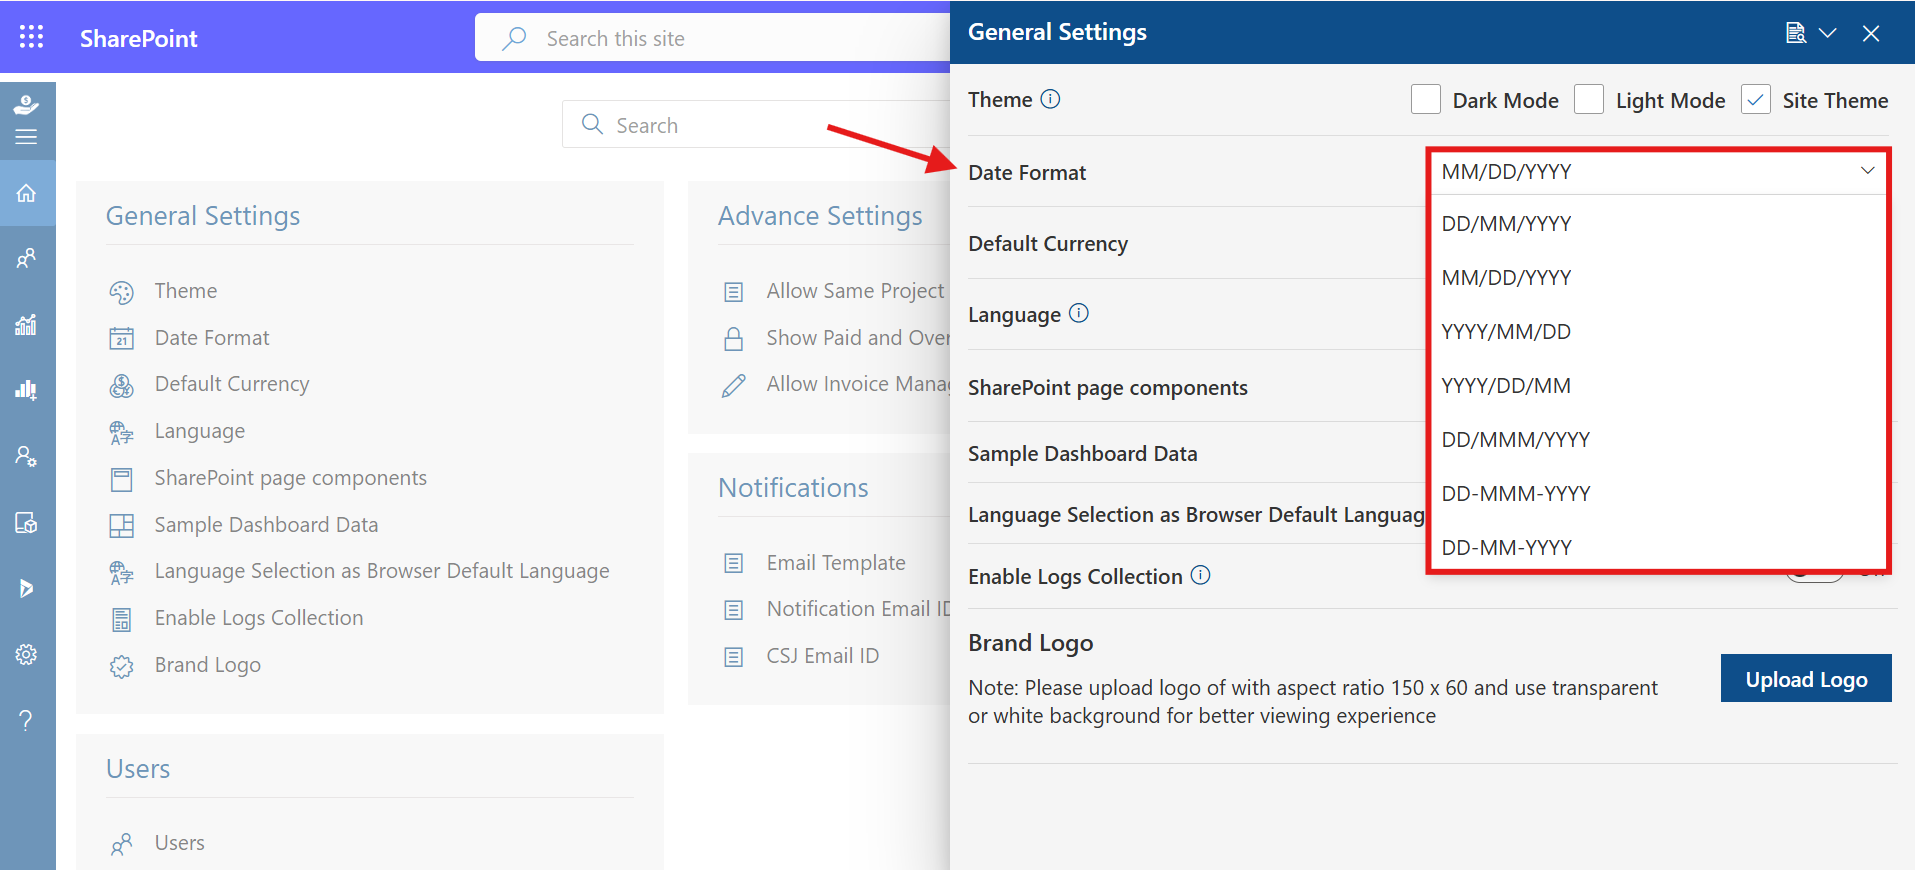 SharePoint
Search this site
Search
General Settings
Theme
21
Date Format
Default Currency
Language
SharePoint page components
Sample Dashboard Data
Language Selection as Browser Default Language
Enable Logs Collection
Brand Logo
Users
Users
Advance Settings
Allow Same Project
Show Paid and Over
Allow Invoice Manag
Notifications
Email Template
Notification Email ID
CSJ Email ID
General Settings
Theme
Dark Mode
Light Mode
Site Theme
Date Format
MM/DD/YYYY
DD/MM/YYYY
MM/DD/YYYY
YYYY/MM/DD
YYYY/DD/MM
DD/MMM/YYYY
DD-MMM-YYYY
DD-MM-YYYY
Default Currency
Language
SharePoint page components
Sample Dashboard Data
Language Selection as Browser Default Languag
Enable Logs Collection
Brand Logo
Note: Please upload logo of with aspect ratio 150 x 60 and use transparent
or white background for better viewing experience
Upload Logo